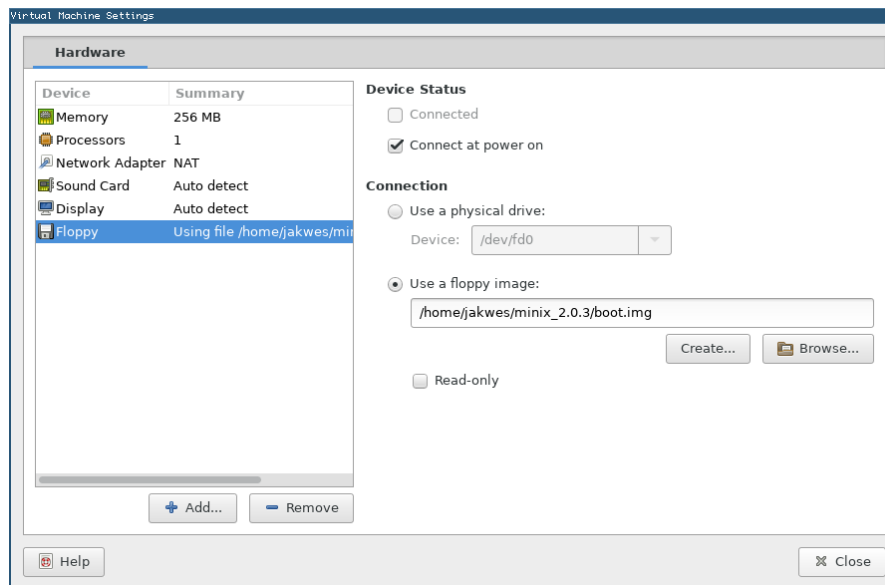 Virtual Machine Settings
Hardware
Device Summary
Memory 256 MB
Processors 1
Network Adapter NAT
Sound Card Auto detect
Display Auto detect
Floppy Using file /home/jakwes/mi
Device Status
Connected
Connect at power on
Connection
Use a physical drive:
Device: /dev/fd0
Use a floppy image:
/home/jakwes/minix_2.0.3/boot.img
Create... Browse...
Read-only
Add... Remove
Help Close